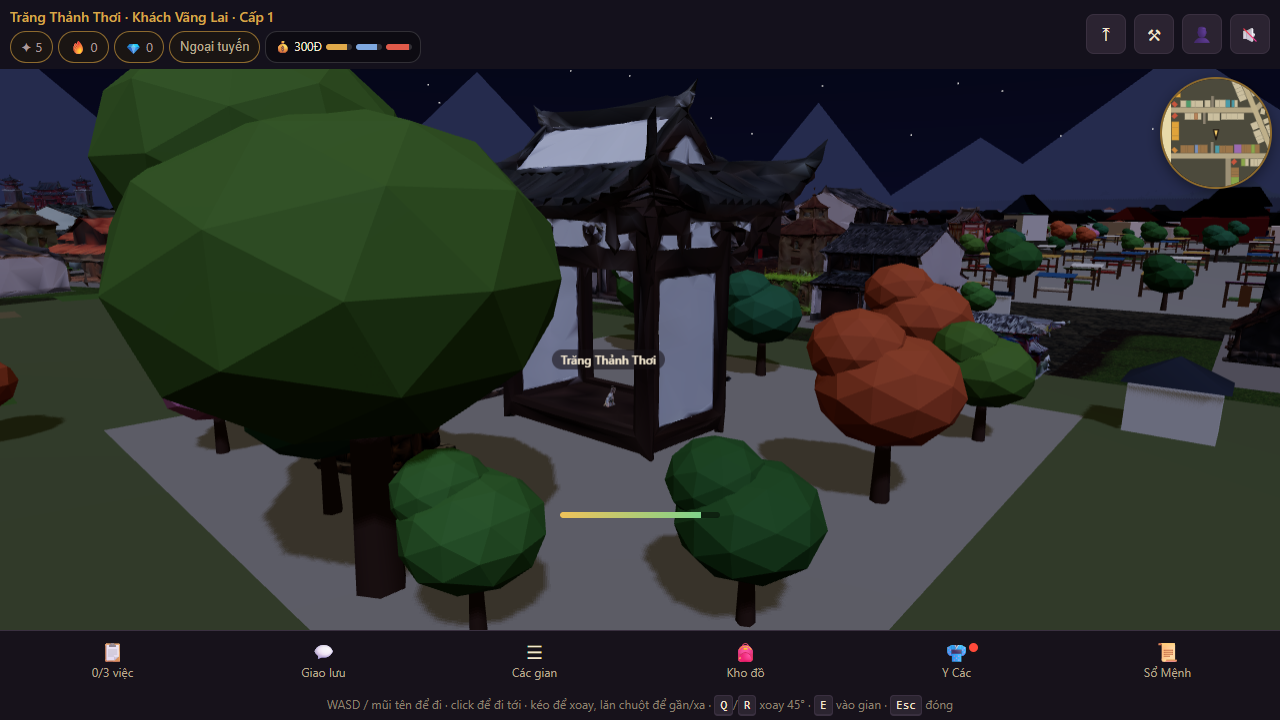 Trăng Thảnh Thơi · Khách Vãng Lai · Cấp 1
✦ 5
0
0
Ngoại tuyến
300Đ
Trăng Thảnh Thơi
0/3 việc
Giao lưu
Các gian
Kho đồ
Y Các
Sổ Mệnh
WASD / mũi tên để đi · click để đi tới · kéo để xoay, lăn chuột để gần/xa · Q / R xoay 45° · E vào gian · Esc đóng